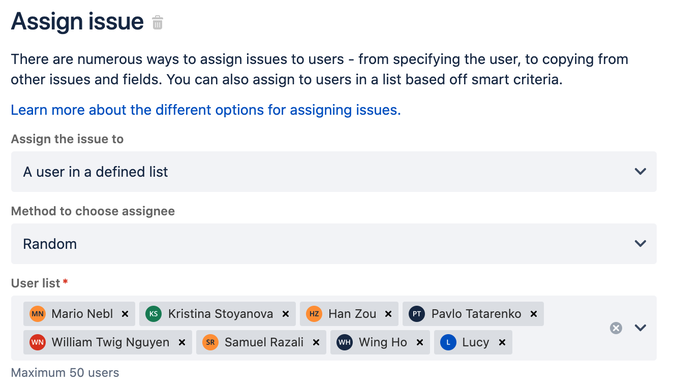 Assign issue
There are numerous ways to assign issues to users - from specifying the user, to copying from
other issues and fields. You can also assign to users in a list based off smart criteria.
Learn more about the different options for assigning issues.
Assign the issue to
A user in a defined list
Method to choose assignee
Random
User list *
MN Mario Nebl × KS Kristina Stoyanova × HZ Han Zou × PT Pavlo Tatarenko ×
WN William Twig Nguyen × SR Samuel Razali × WH Wing Ho × L Lucy ×
Maximum 50 users